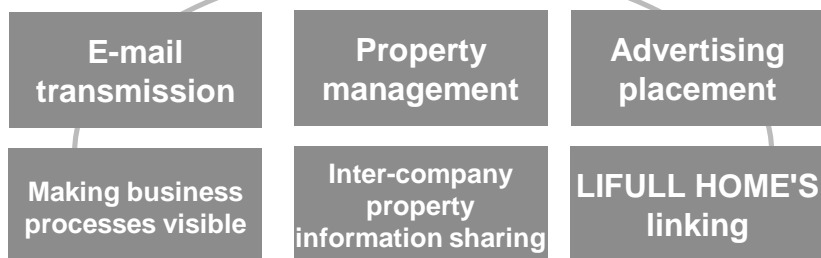 E-mail
transmission
Property
management
Advertising
placement
Making business
processes visible
Inter-company
property
information sharing
LIFULL HOME'S
linking